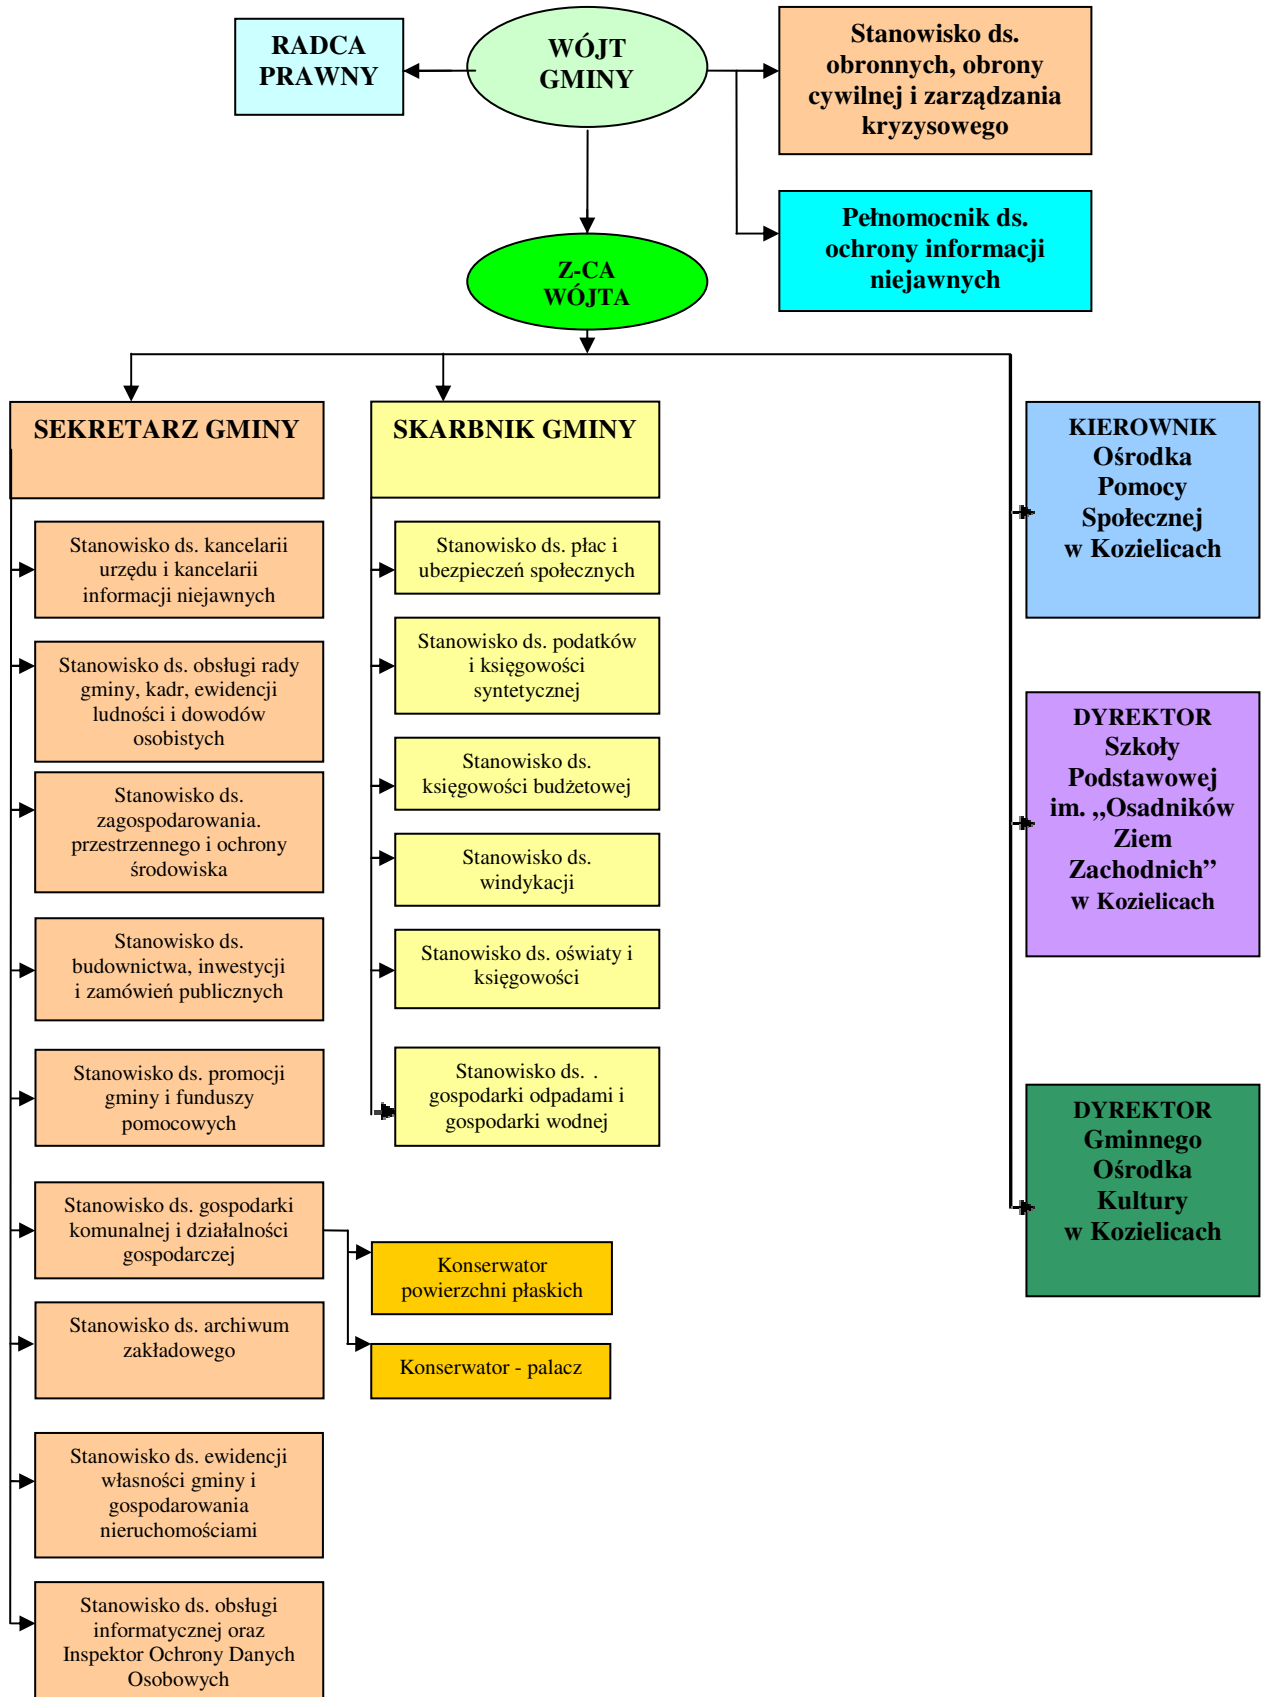 RADCA
PRAWNY
WÓJT
GMINY
Stanowisko ds.
obronnych, obrony
cywilnej i zarządzania
kryzysowego
Pełnomocnik ds.
ochrony informacji
niejawnych
Z-CA
WÓJTA
SEKRETARZ GMINY
Stanowisko ds. kancelarii
urzędu i kancelarii
informacji niejawnych
Stanowisko ds. obsługi rady
gminy, kadr, ewidencji
ludności i dowodów
osobistych
Stanowisko ds.
zagospodarowania.
przestrzennego i ochrony
środowiska
Stanowisko ds.
budownictwa, inwestycji
i zamówień publicznych
Stanowisko ds. promocji
gminy i funduszy
pomocowych
Stanowisko ds. gospodarki
komunalnej i działalności
gospodarczej
Konserwator
powierzchni płaskich
Konserwator - palacz
Stanowisko ds. archiwum
zakładowego
Stanowisko ds. ewidencji
własności gminy i
gospodarowania
nieruchomościami
Stanowisko ds. obsługi
informatycznej oraz
Inspektor Ochrony Danych
Osobowych
SKARBNIK GMINY
Stanowisko ds. płac i
ubezpieczeń społecznych
Stanowisko ds. podatków
i księgowości
syntetycznej
Stanowisko ds.
księgowości budżetowej
Stanowisko ds.
windykacji
Stanowisko ds. oświaty i
księgowości
Stanowisko ds. .
gospodarki odpadami i
gospodarki wodnej
KIEROWNIK
Ośrodka
Pomocy
Społecznej
w Kozielicach
DYREKTOR
Szkoły
Podstawowej
im. „Osadników
Ziem
Zachodnich”
w Kozielicach
DYREKTOR
Gminnego
Ośrodka
Kultury
w Kozielicach